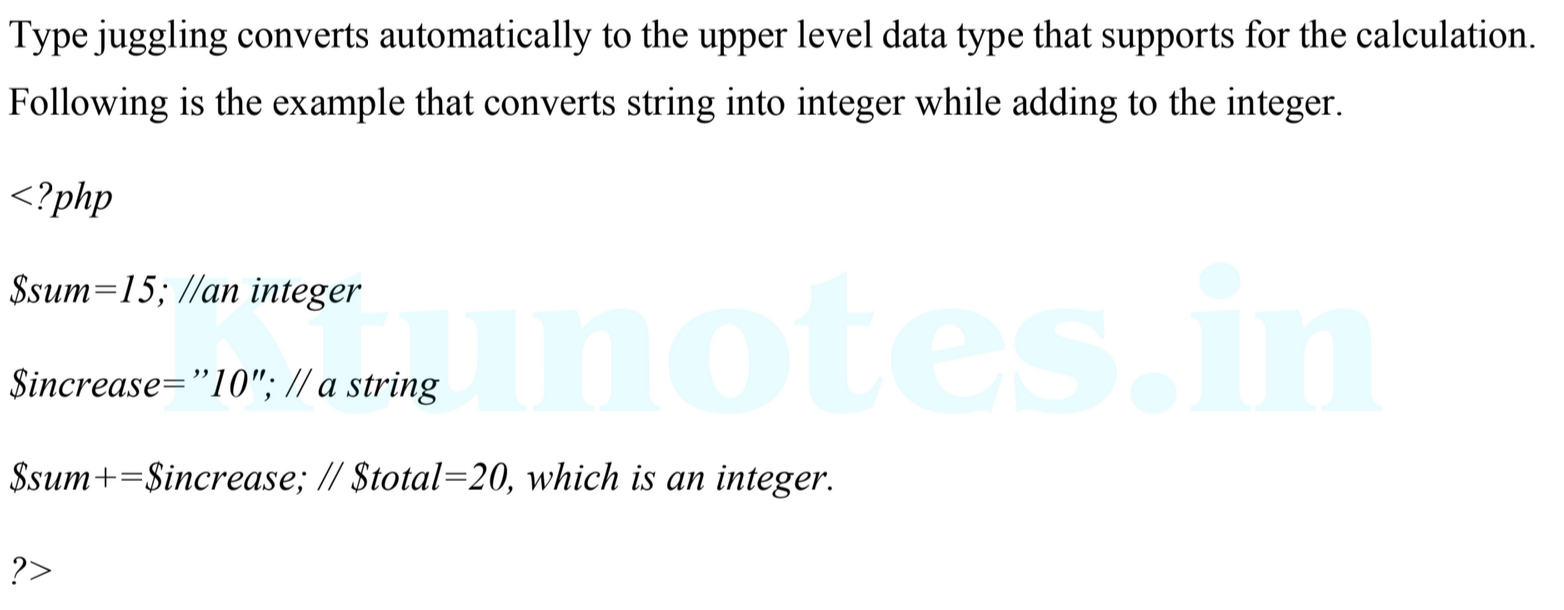 Type juggling converts automatically to the upper level data type that supports for the calculation.
Following is the example that converts string into integer while adding to the integer.
<?php
$sum=15; //an integer
Ktunotes.in
$increase=”10"; // a string
$sum+=$increase; // $total=20, which is an integer.
?>